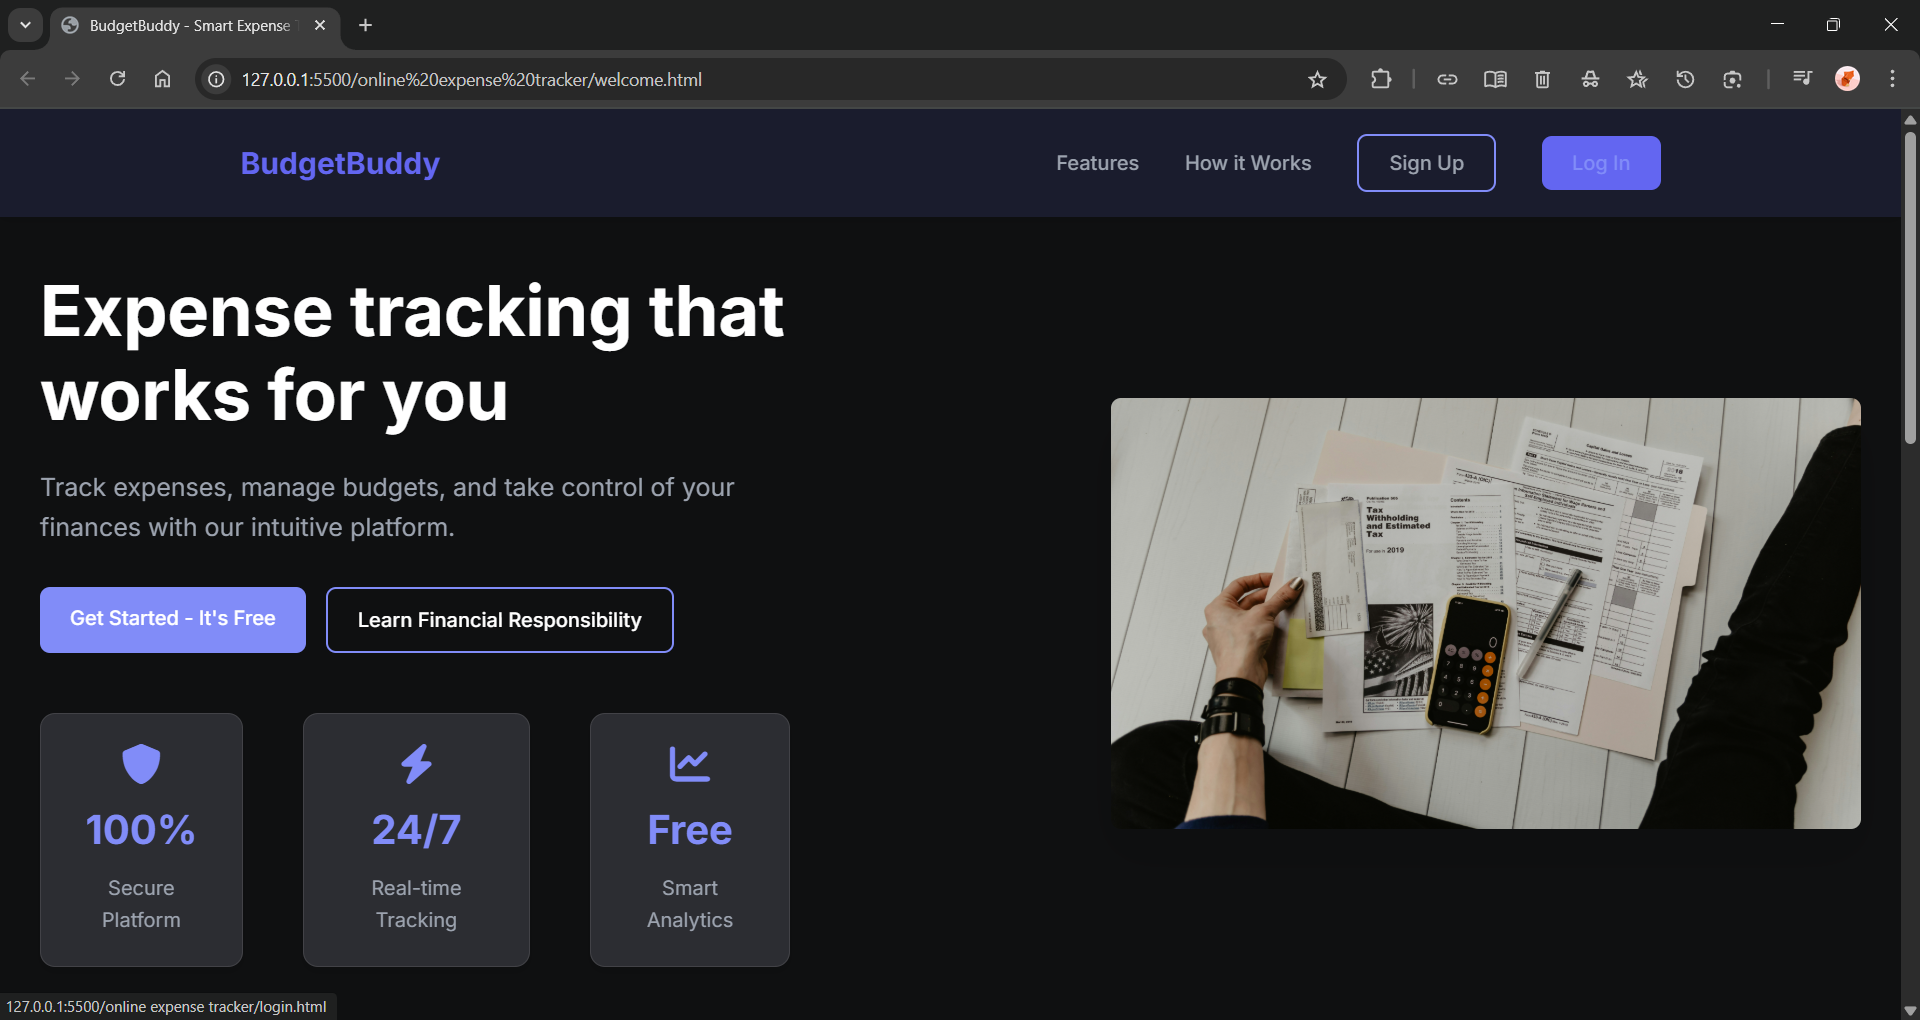 BudgetBuddy - Smart Expense
127.0.0.1:5500/online%20expense%20tracker/welcome.html
BudgetBuddy
Features
How it Works
Sign Up
Log In
Expense tracking that
works for you
Track expenses, manage budgets, and take control of your
finances with our intuitive platform.
Get Started - It's Free
Learn Financial Responsibility
100%
Secure
Platform
24/7
Real-time
Tracking
Free
Smart
Analytics
Tax
Withholding
and Estimated
Tax
For use in 2019
Contents
127.0.0.1:5500/online expense tracker/login.html